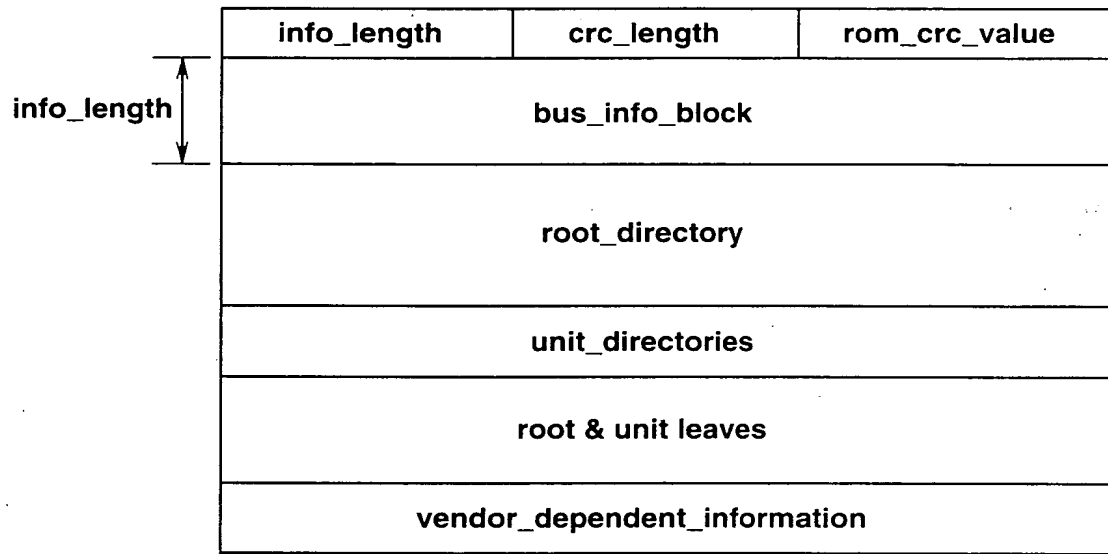 info_length crc_length rom_crc_value
info_length
bus_info_block
root_directory
unit_directories
root & unit leaves
vendor_dependent_information